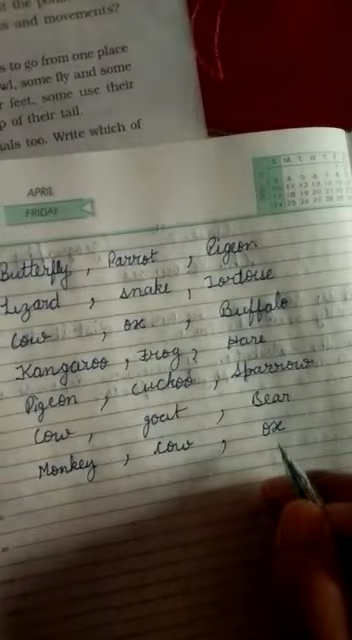 s and movements?
s to go from one place
wl, some fly and some
r feet, some use their
p of their tail.
als too. Write which of
APRIL
FRIDAY
Butterfly , Parrot , Pigeon
Lizard , snake , Tortoise
Cow , ox , Buffalo
Kangaroo , Frog , Hare
Pigeon , cuckoo , Sparrow
Cow , goat , Bear
Monkey , cow , ox